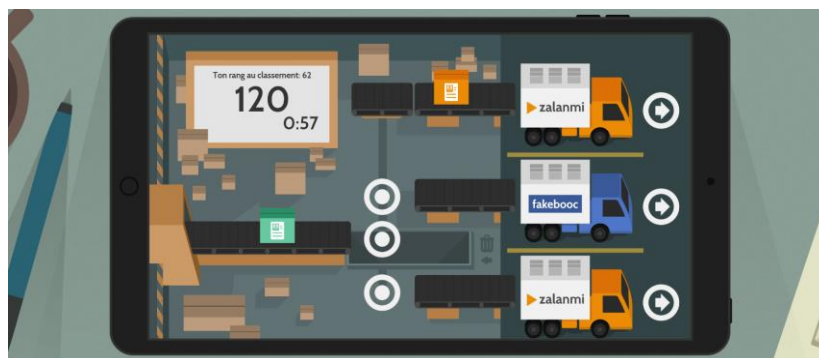 Ton rang au classement: 62
120
0:57
zalanmi
fakebooc
zalanmi